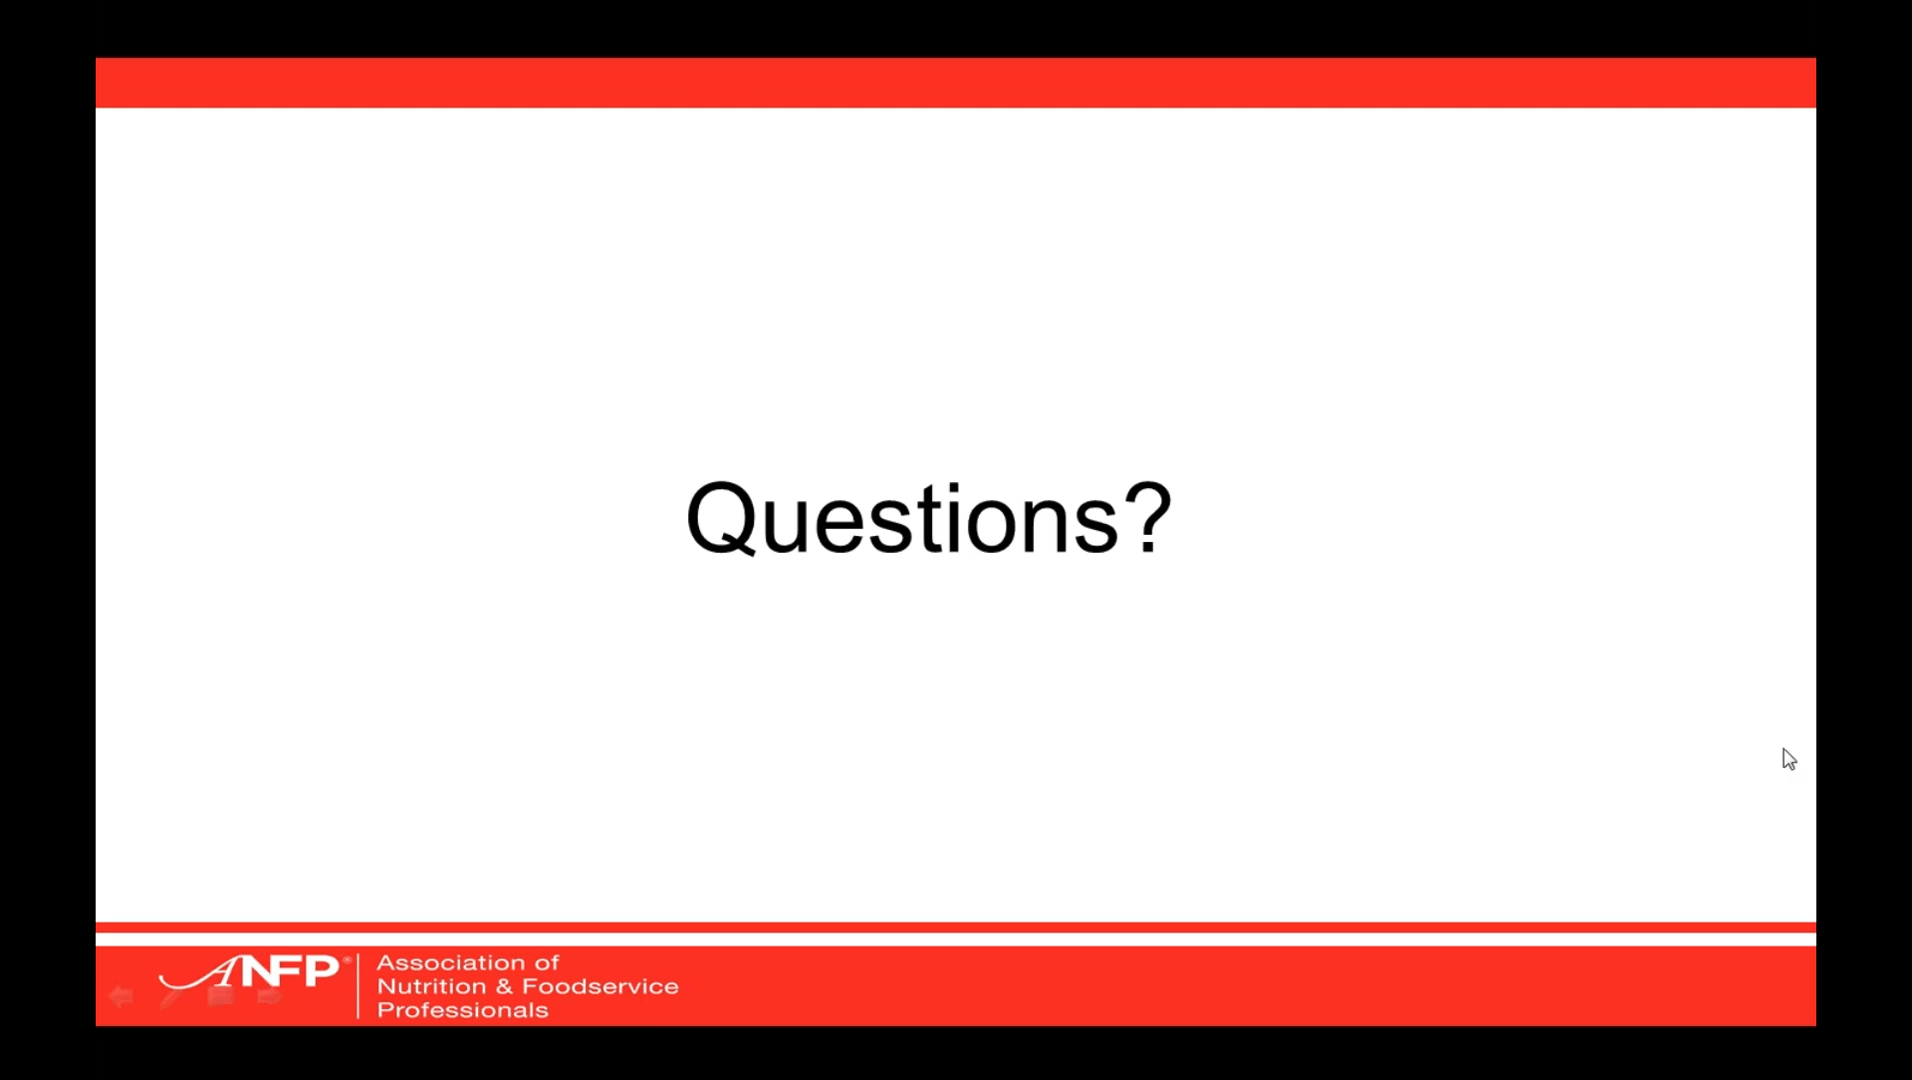 Questions?
ANFP®
Association of
Nutrition & Foodservice
Professionals